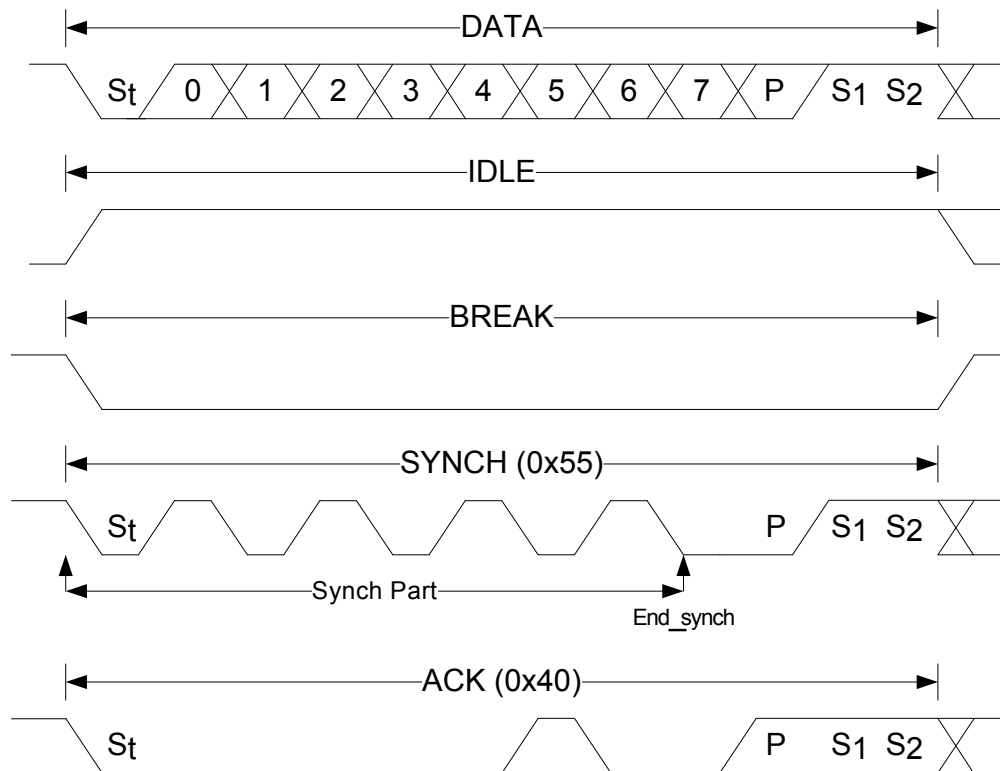 DATA
St 0 1 2 3 4 5 6 7 P S1 S2
IDLE
BREAK
SYNCH (0x55)
St P S1 S2
Synch Part
End_synch
ACK (0x40)
St P S1 S2